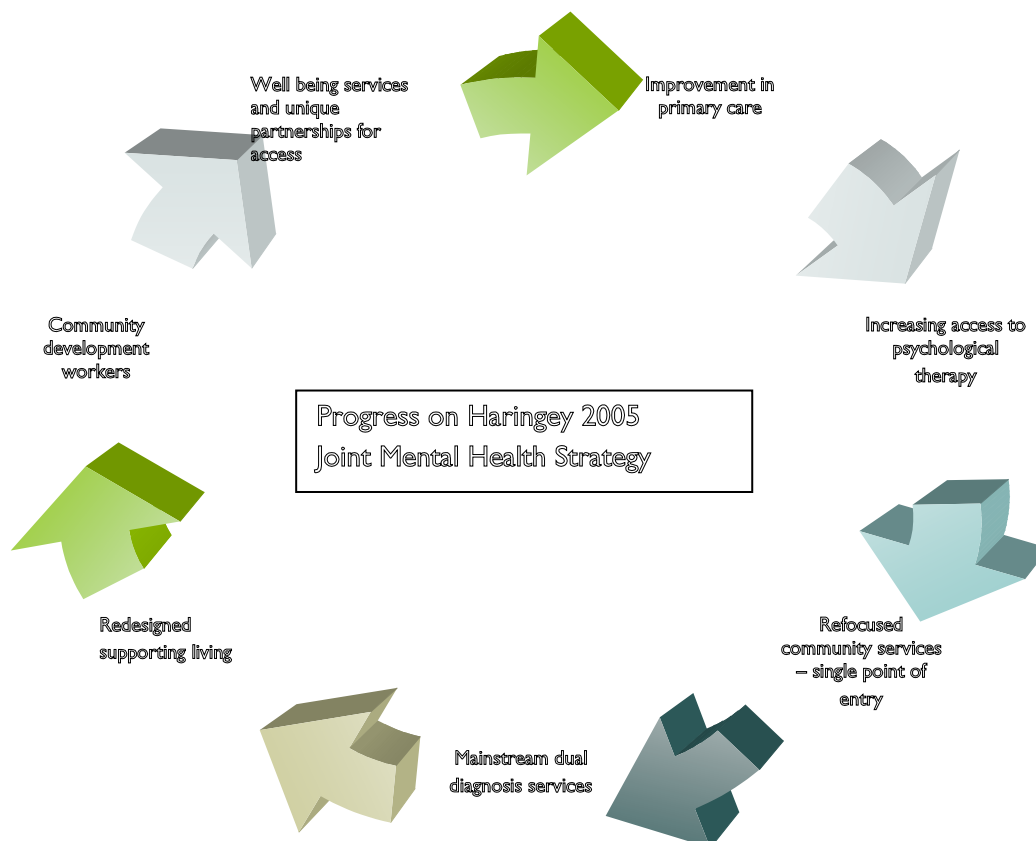 Well being services
and unique
partnerships for
access
Improvement in
primary care
Community
development
workers
Increasing access to
psychological
therapy
Progress on Haringey 2005
Joint Mental Health Strategy
Redesigned
supporting living
Refocused
community services
– single point of
entry
Mainstream dual
diagnosis services